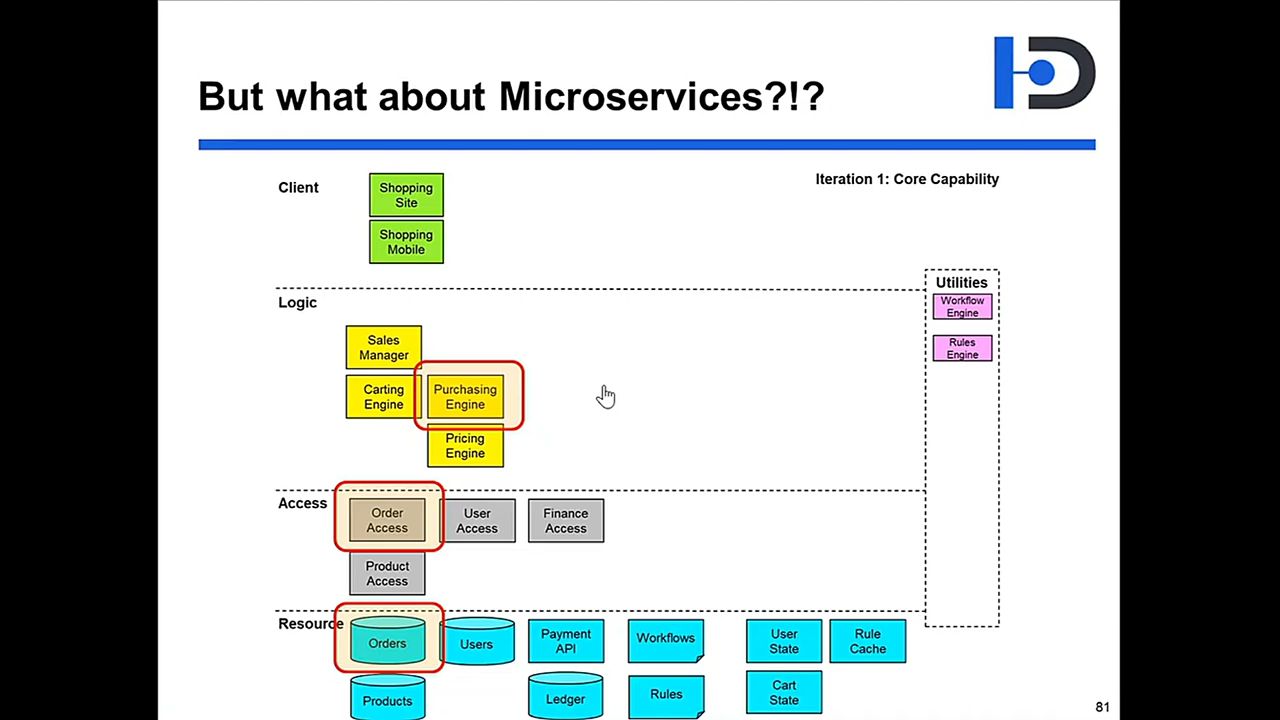 But what about Microservices?!?
Iteration 1: Core Capability
Client
Shopping
Site
Shopping
Mobile
Utilities
Workflow
Engine
Rules
Engine
Logic
Sales
Manager
Carting
Engine
Purchasing
Engine
Pricing
Engine
Access
Order
Access
User
Access
Finance
Access
Product
Access
Resource
Orders
Users
Payment
API
Workflows
User
State
Rule
Cache
Products
Ledger
Rules
Cart
State
81